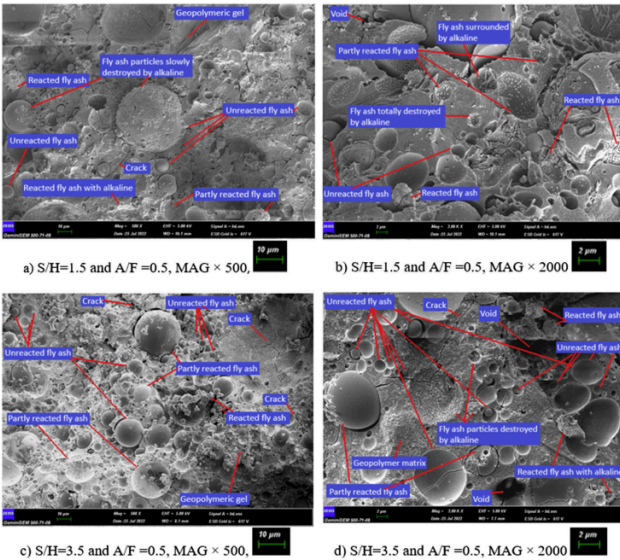 Geopolymeric gel
Fly ash particles slowly
destroyed by alkaline
Reacted fly ash
Unreacted fly ash
Unreacted fly ash
Crack
Reacted fly ash with alkaline
Partly reacted fly ash
10 µm
a) S/H=1.5 and A/F =0.5, MAG × 500,
Void
Fly ash surrounded
by alkaline
Partly reacted fly ash
Reacted fly ash
Fly ash totally destroyed
by alkaline
Unreacted fly ash
Reacted fly ash
2 µm
b) S/H=1.5 and A/F =0.5, MAG × 2000
Crack
Unreacted fly ash
Crack
Unreacted fly ash
Partly reacted fly ash
Crack
Partly reacted fly ash
Reacted fly ash
Geopolymeric gel
10 µm
c) S/H=3.5 and A/F =0.5, MAG × 500,
Unreacted fly ash
Crack
Void
Reacted fly ash
Unreacted fly ash
Fly ash particles destroyed
by alkaline
Geopolymer matrix
Reacted fly ash with alkaline
Partly reacted fly ash
Void
2 µm
d) S/H=3.5 and A/F =0.5, MAG × 2000